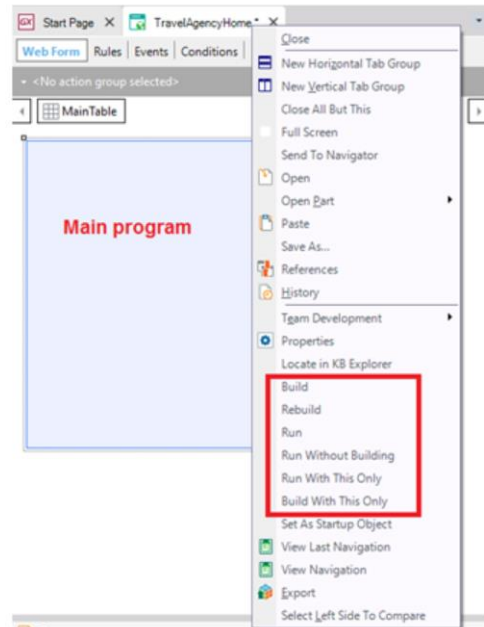 Start Page
TravelAgencyHome *
Web Form Rules Events Conditions
<No action group selected>
MainTable
Main program
Close
New Horizontal Tab Group
New Vertical Tab Group
Close All But This
Full Screen
Send To Navigator
Open
Open Part
Paste
Save As...
References
History
Team Development
Properties
Locate in KB Explorer
Build
Rebuild
Run
Run Without Building
Run With This Only
Build With This Only
Set As Startup Object
View Last Navigation
View Navigation
Export
Select Left Side To Compare